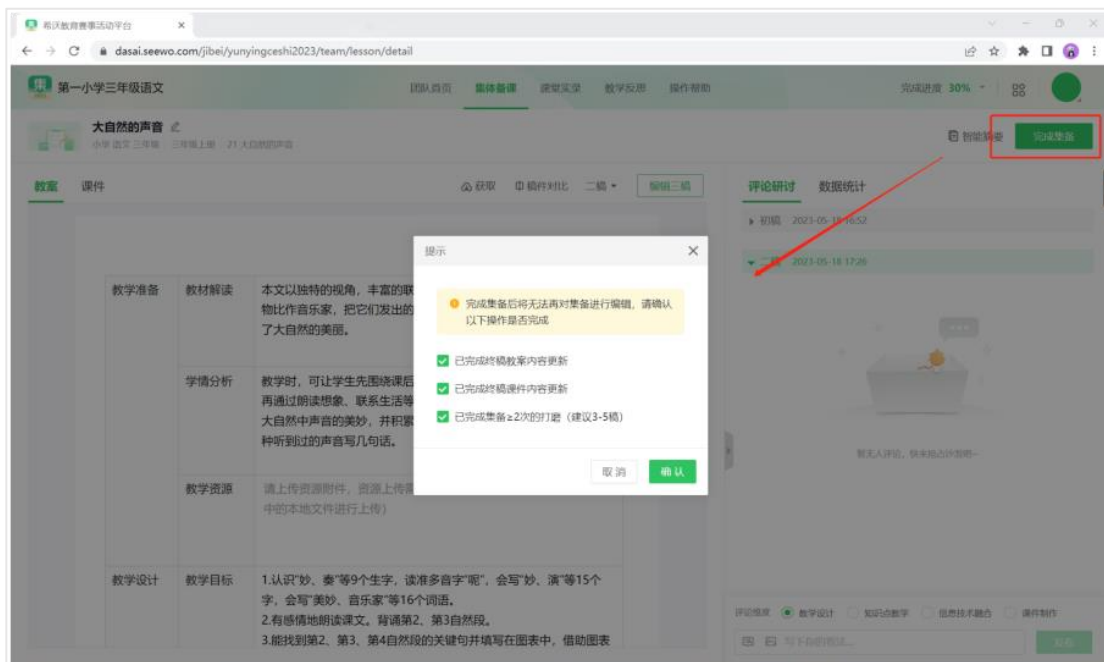 希沃教育赛事活动平台
dasai.seewo.com/jibei/yunyingceshi2023/team/lesson/detail
第一小学三年级语文
团队首页 集体备课 课堂实录 教学反思 操作帮助
完成进度 30%
大自然的声音
小学 语文 三年级 三年级上册 21 大自然的声音
智能摘要 完成集备
教案 课件
获取 稿件对比 二稿 编辑三稿
评论研讨 数据统计
初稿 2023-05-18 16:52
二稿 2023-05-18 17:26
提示
完成集备后将无法再对集备进行编辑，请确认
以下操作是否完成
已完成终稿教案内容更新
已完成终稿课件内容更新
已完成集备≥2次的打磨（建议3-5稿）
取消 确认
教学准备 教材解读 本文以独特的视角，丰富的联
物比作音乐家，把它们发出的
了大自然的美丽。
学情分析 教学时，可让学生先围绕课后
再通过朗读想象、联系生活等
大自然中声音的美妙，并积累
种听到过的声音写几句话。
教学资源 请上传资源附件，资源上传需
中的本地文件进行上传）
暂无人评论，快来抢占沙发吧~
教学设计 教学目标 1.认识“妙、奏”等9个生字，读准多音字“呢”，会写“妙、演”等15个
字，会写“美妙、音乐家”等16个词语。
2.有感情地朗读课文。背诵第2、第3自然段。
3.能找到第2、第3、第4自然段的关键句并填写在图表中，借助图表
评论维度 教学设计 知识点教学 信息技术融合 课件制作
写下你的看法...
发布